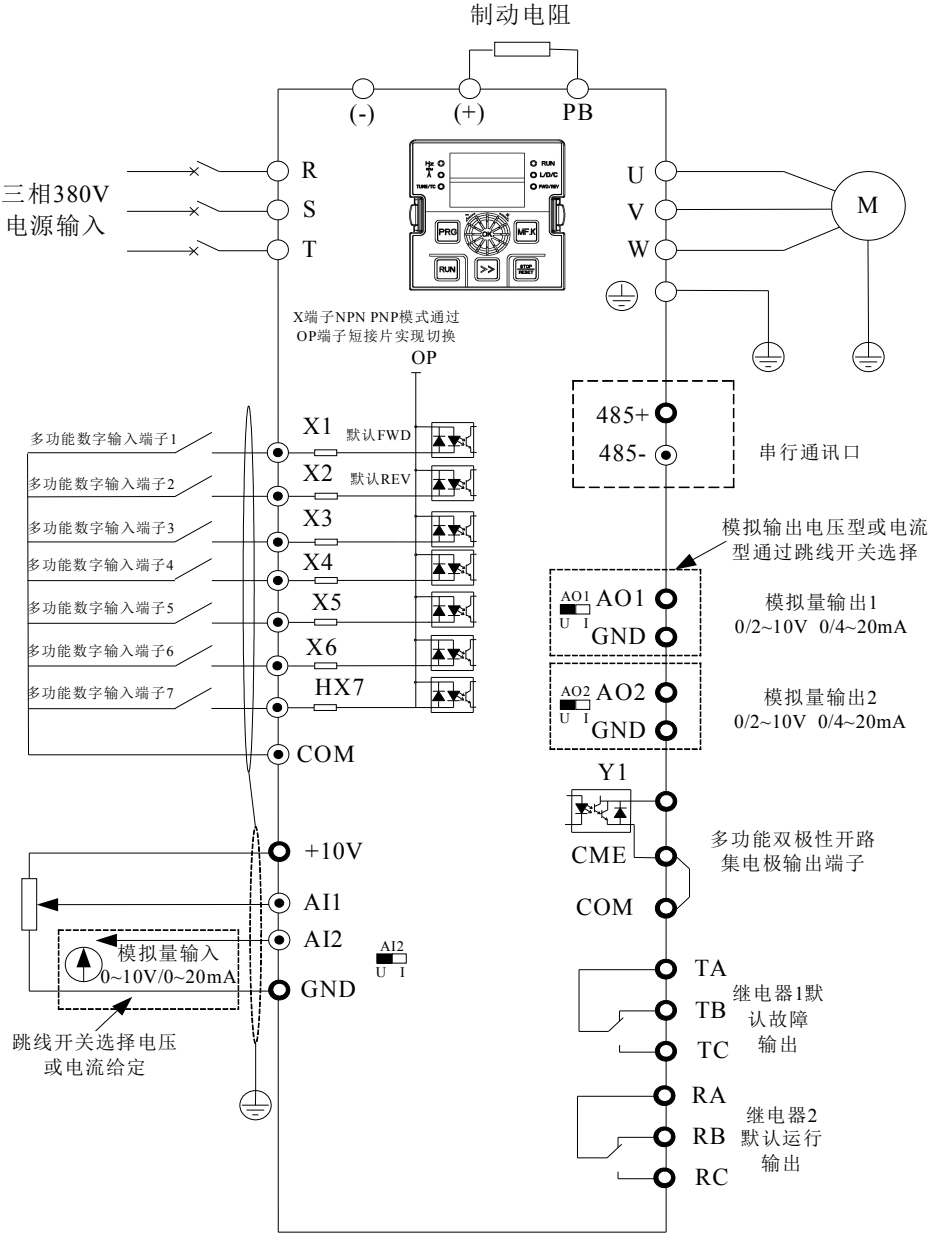 制动电阻
(-)
(+)
PB
三相380V
电源输入
R
S
T
Hz
A
TUNE/TC
RUN
L/D/C
FWD/REV
PRG
OK
MF.K
RUN
>>
STOP
RESET
U
V
W
M
X端子NPN PNP模式通过
OP端子短接片实现切换
OP
多功能数字输入端子1
X1
默认FWD
多功能数字输入端子2
X2
默认REV
多功能数字输入端子3
X3
多功能数字输入端子4
X4
多功能数字输入端子5
X5
多功能数字输入端子6
X6
多功能数字输入端子7
HX7
COM
485+
485-
串行通讯口
模拟输出电压型或电流
型通过跳线开关选择
AO1
U I
AO1
GND
模拟量输出1
0/2~10V 0/4~20mA
AO2
U I
AO2
GND
模拟量输出2
0/2~10V 0/4~20mA
Y1
CME
COM
多功能双极性开路
集电极输出端子
+10V
AI1
AI2
GND
AI2
U I
模拟量输入
0~10V/0~20mA
跳线开关选择电压
或电流给定
TA
TB
TC
继电器1默
认故障
输出
RA
RB
RC
继电器2
默认运行
输出